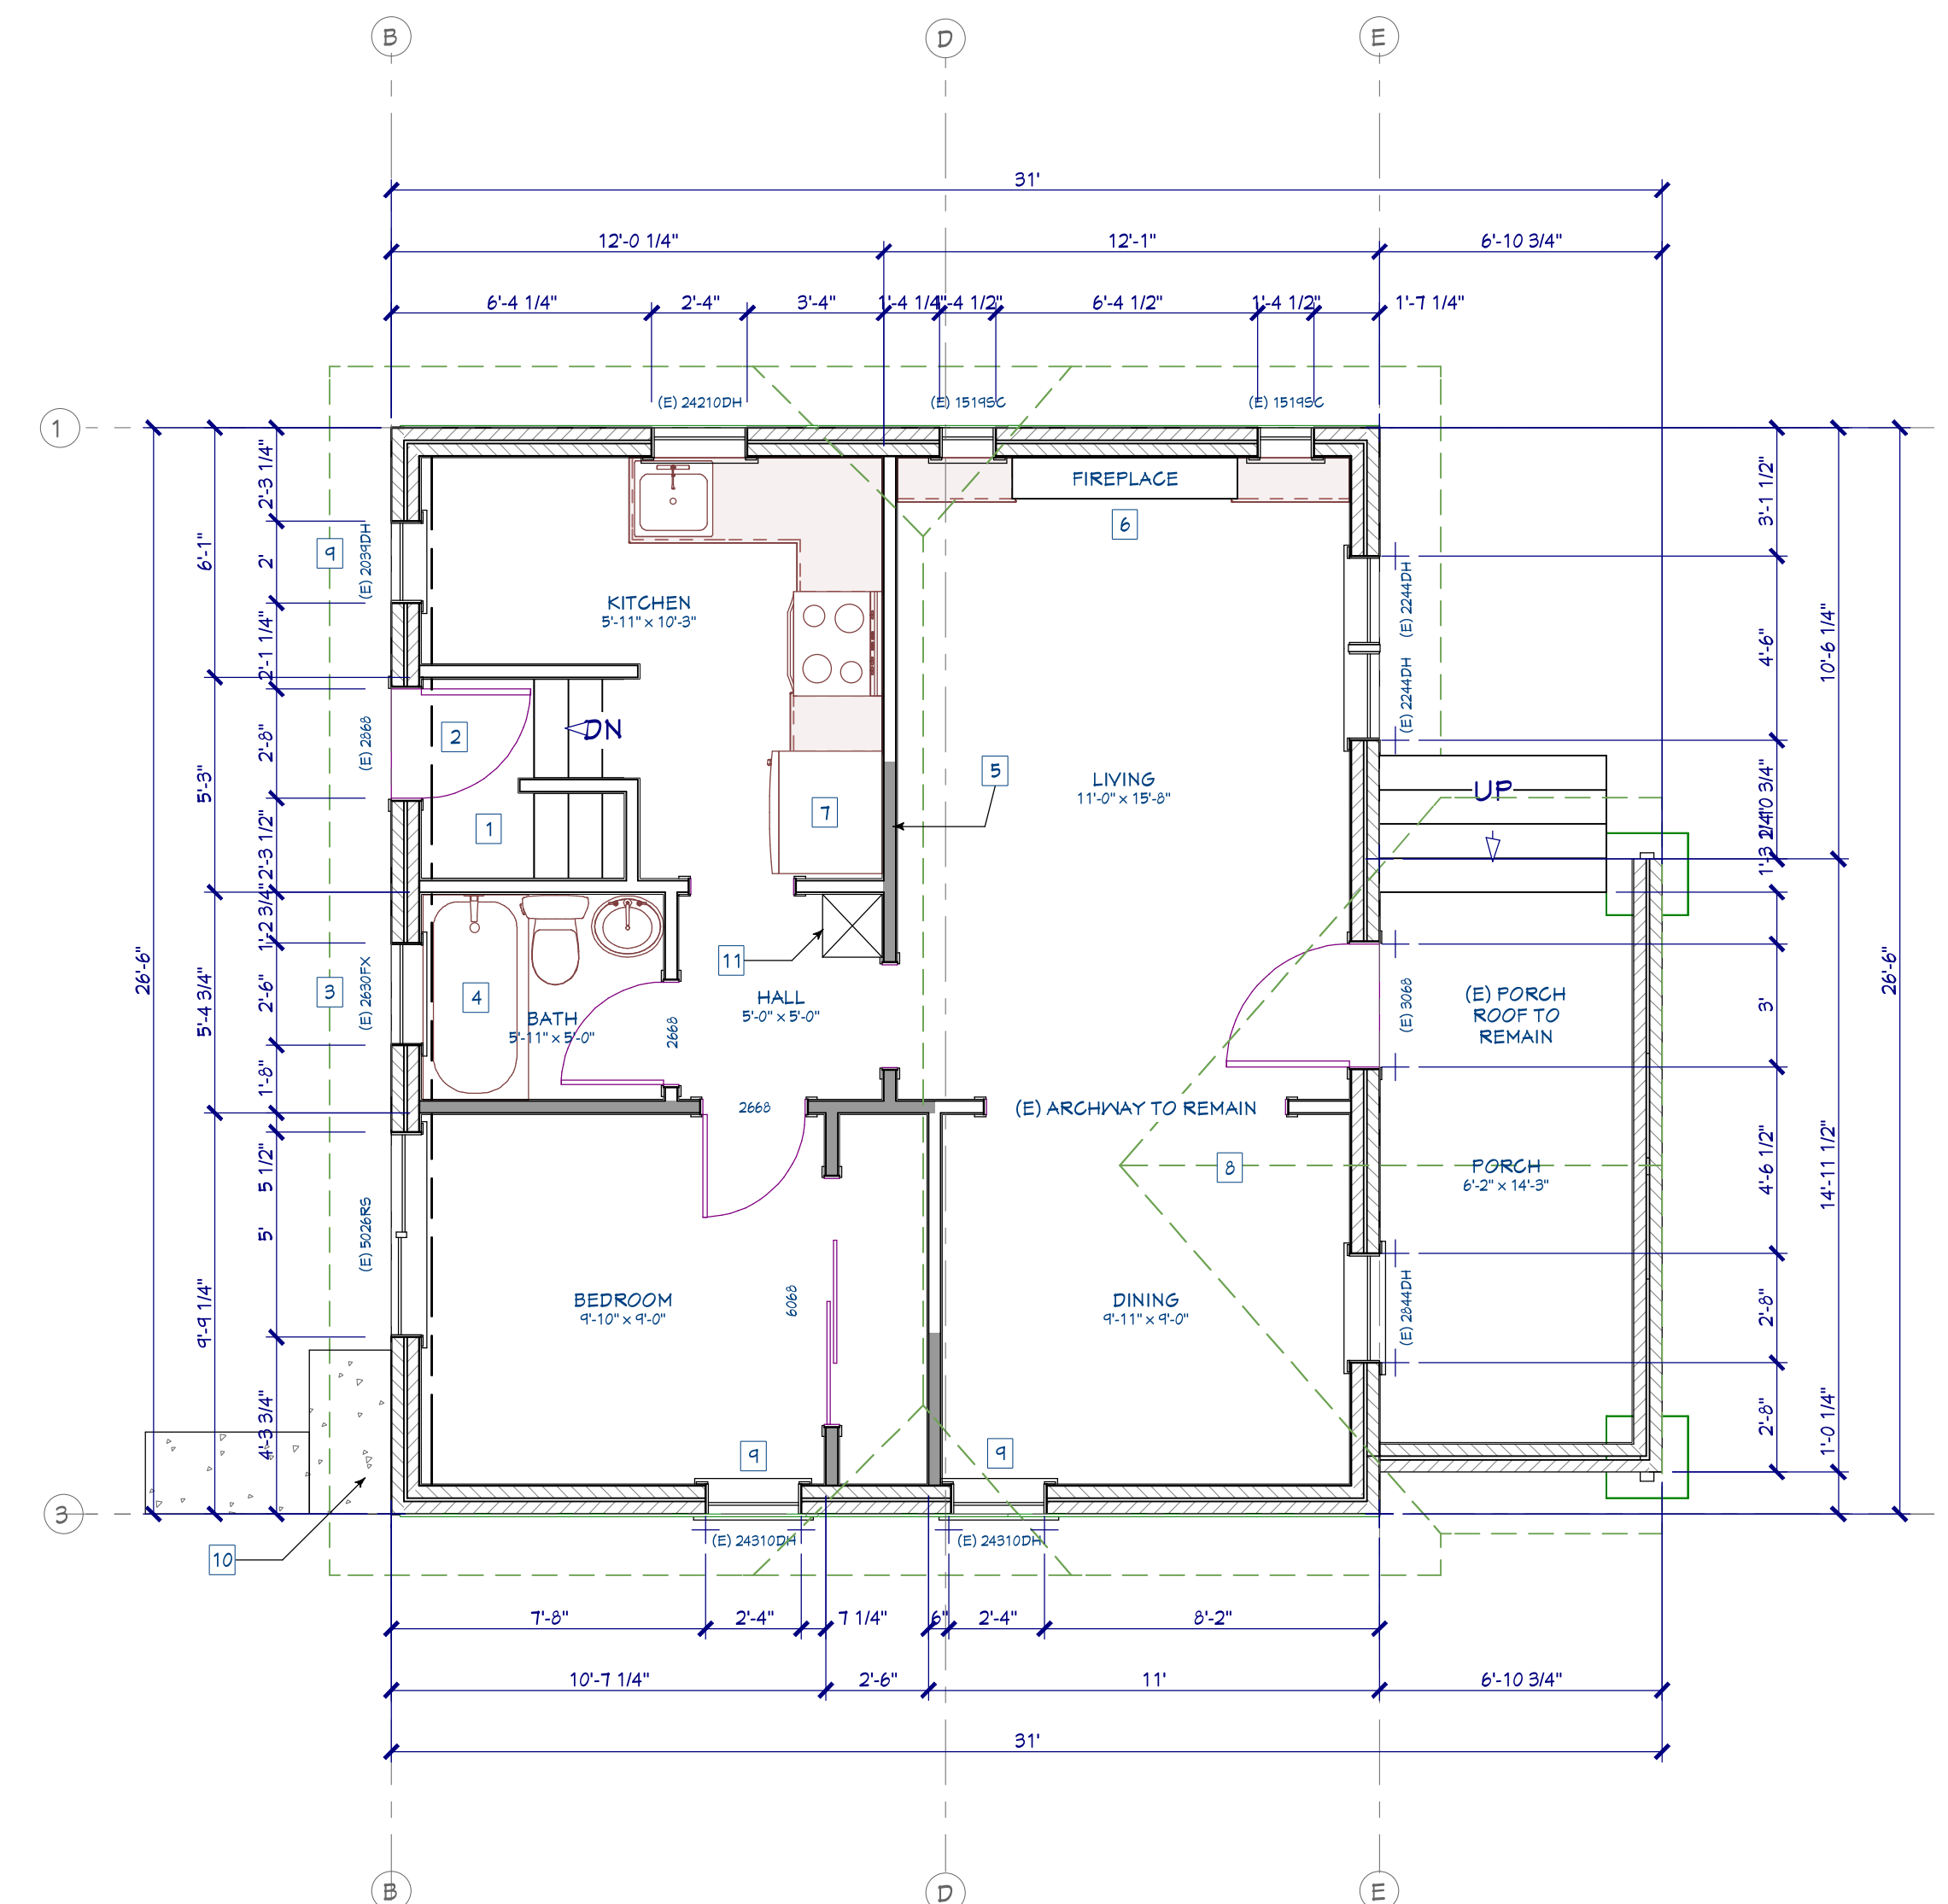 B
D
E
31'
12'-0 1/4"
12'-1"
6'-10 3/4"
6'-4 1/4"
2'-4"
3'-4"
1'-4 1/4"
1'-4 1/2"
6'-4 1/2"
1'-4 1/2"
1'-7 1/4"
(E) 24210DH
(E) 1519SC
(E) 1519SC
1
FIREPLACE
6
2'-3 1/4"
3'-1 1/2"
9
(E) 2039DH
2'
6'-1"
(E) 2244DH
KITCHEN
5'-11" x 10'-3"
2'-1 1/4"
4'-6"
10'-6 1/4"
(E) 2244DH
2
DN
(E) 2868
2'-8"
5'-3"
5
LIVING
11'-0" x 15'-8"
UP
1
7
2'-3 1/2"
1'-2 3/4"
11
26'-6"
26'-6"
3
4
(E) 2630FX
2'-6"
5'-4 3/4"
HALL
5'-0" x 5'-0"
BATH
5'-11" x 5'-0"
2668
(E) 3068
(E) PORCH
ROOF TO
REMAIN
3'
1'-8"
2668
(E) ARCHWAY TO REMAIN
5 1/2"
8
PORCH
6'-2" x 14'-3"
4'-6 1/2"
14'-11 1/2"
(E) 5026RS
5'
BEDROOM
9'-10" x 9'-0"
6068
DINING
9'-11" x 9'-0"
(E) 2844DH
2'-8"
9'-9 1/4"
4'-3 3/4"
9
9
2'-8"
1'-0 1/4"
3
10
(E) 24310DH
(E) 24310DH
7'-8"
2'-4"
7 1/4"
6"
2'-4"
8'-2"
10'-7 1/4"
2'-6"
11'
6'-10 3/4"
31'
B
D
E